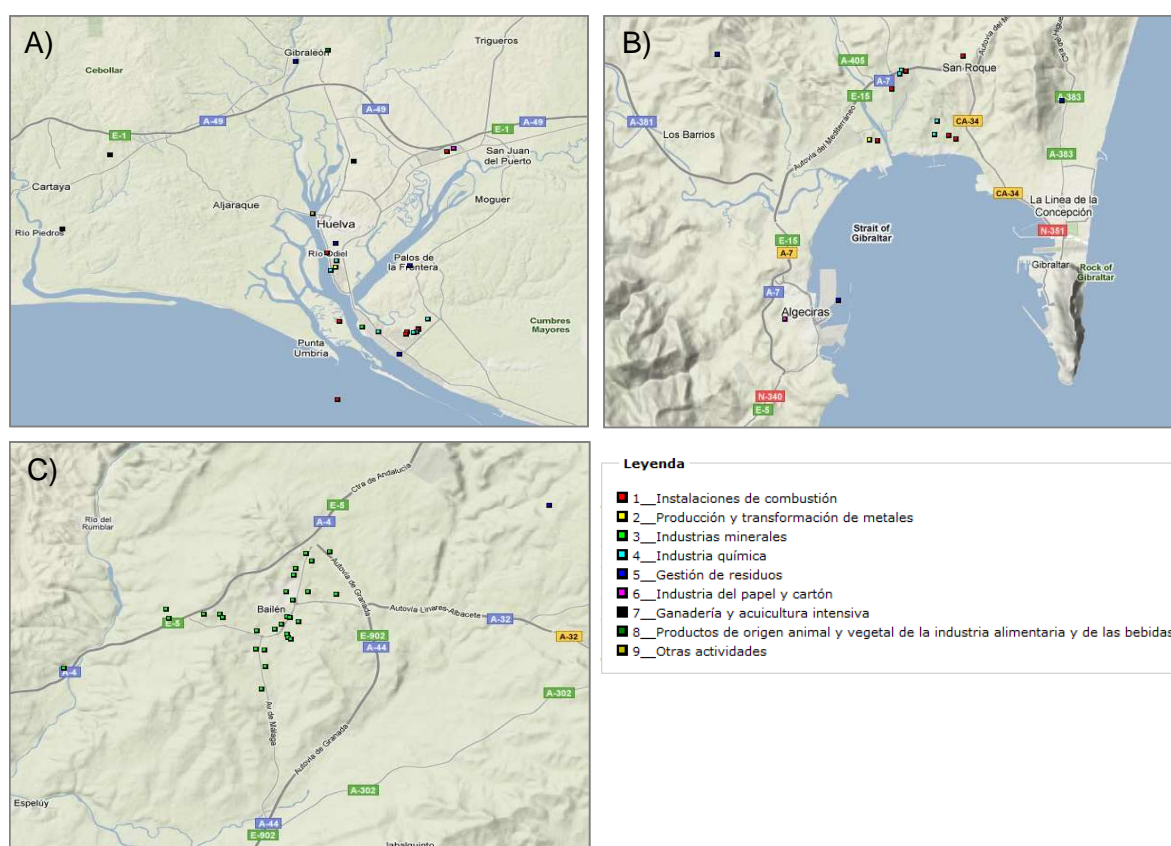 A)
Gibraleón
Trigueros
Cebollar
A-49
E-1
A-49
A-49
San Juan
del Puerto
Cartaya
Aljaraque
Moguer
Huelva
Río Piedros
Río Odiel
Palos de
la Frontera
Cumbres
Mayores
Punta
Umbria
B)
A-405
San Roque
A-7
E-15
A-383
A-381
Los Barrios
Autovía del Mediterráneo
CA-34
A-383
CA-34
La Linea de la
Concepción
Strait of
Gibraltar
E-15
A-7
N-351
Gibraltar
Rock of
Gibraltar
A-7
Algeciras
N-340
E-5
C)
Ctra de Andalucía
E-5
A-4
Río del
Rumblar
Autovía de Granada
Bailén
Autovía Linares-Albacete
A-32
E-5
E-902
A-44
A-32
A-4
A-302
Av de Málaga
Autovía de Granada
A-302
Espelúy
A-44
E-902
Leyenda
1__Instalaciones de combustión
2__Producción y transformación de metales
3__Industrias minerales
4__Industria química
5__Gestión de residuos
6__Industria del papel y cartón
7__Ganadería y acuicultura intensiva
8__Productos de origen animal y vegetal de la industria alimentaria y de las bebidas
9__Otras actividades